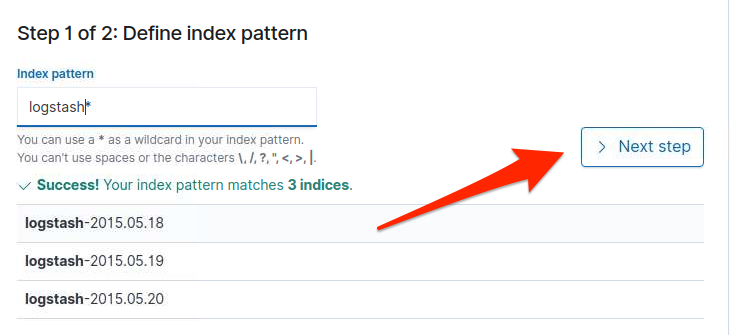 Step 1 of 2: Define index pattern
Index pattern
logstash*
You can use a * as a wildcard in your index pattern.
You can't use spaces or the characters \, /, ?, ", <, >, |.
Next step
Success! Your index pattern matches 3 indices.
logstash-2015.05.18
logstash-2015.05.19
logstash-2015.05.20